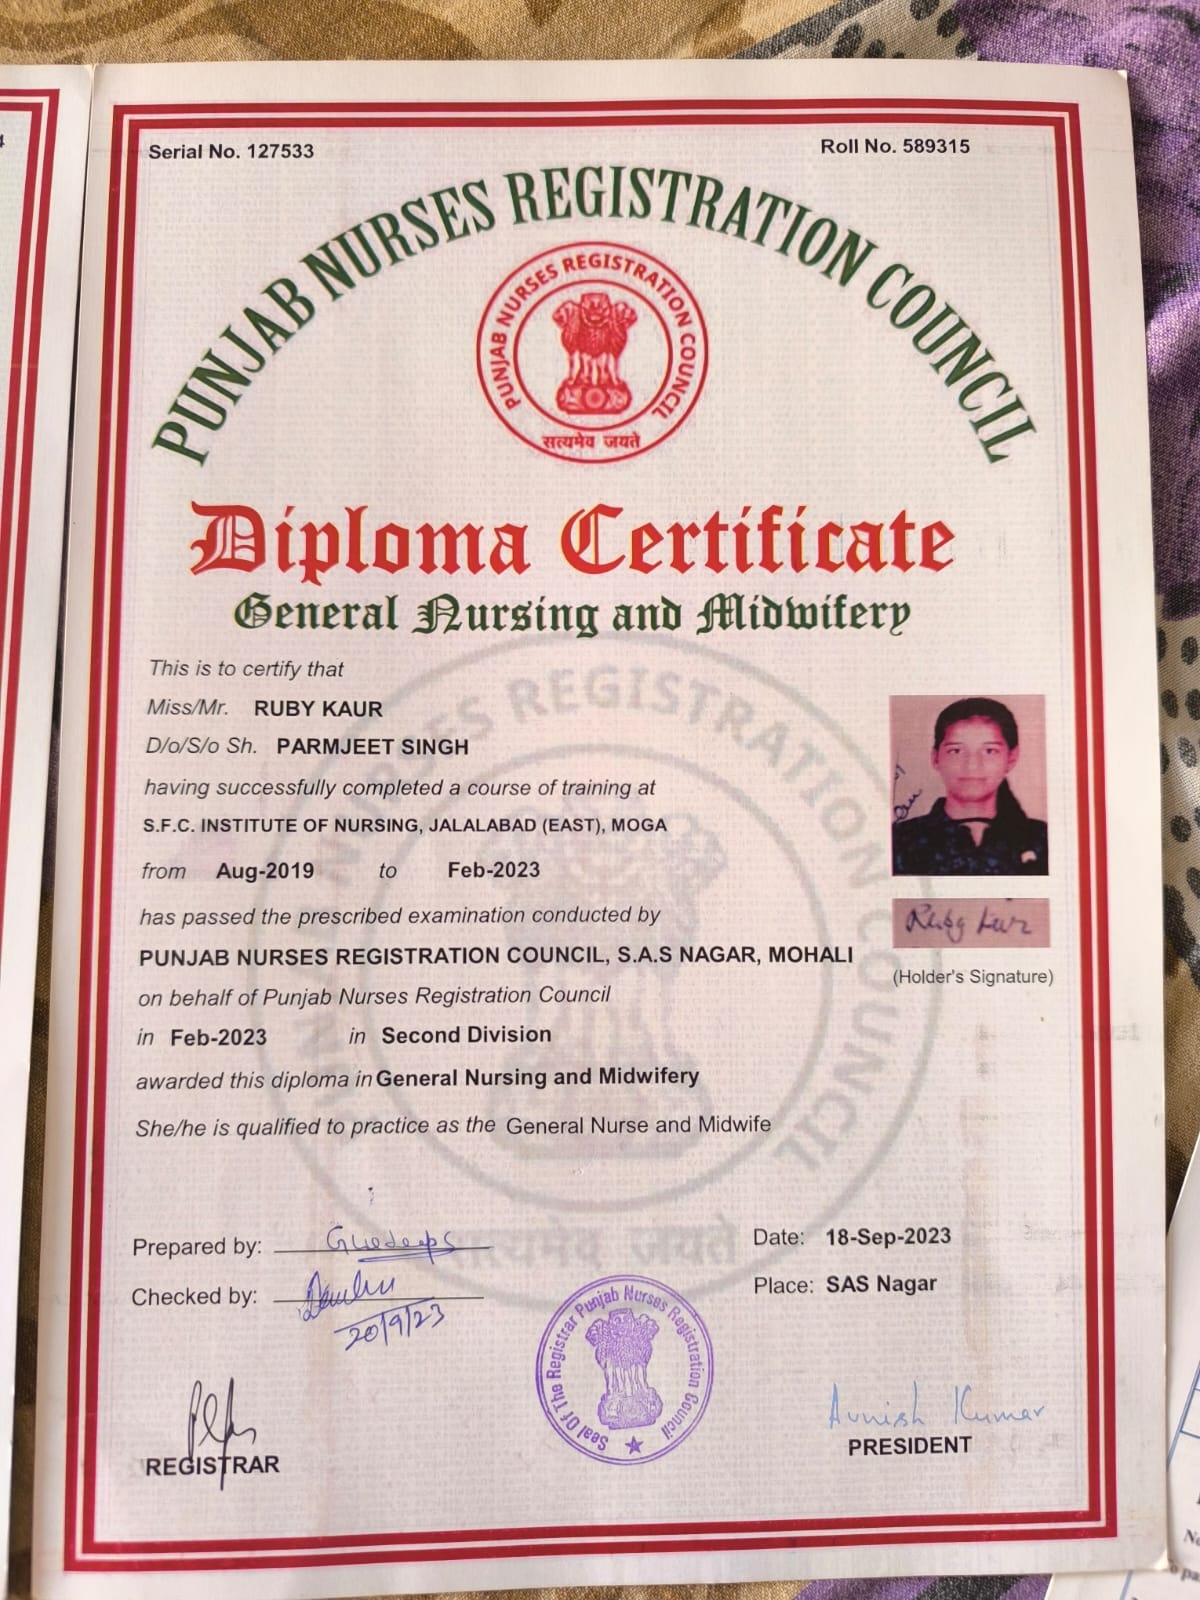 Serial No. 127533
Roll No. 589315
PUNJAB NURSES REGISTRATION COUNCIL
PUNJAB NURSES REGISTRATION COUNCIL
सत्यमेव जयते
Diploma Certificate
General Nursing and Midwifery
This is to certify that
Miss/Mr. RUBY KAUR
D/o/S/o Sh. PARMJEET SINGH
having successfully completed a course of training at
S.F.C. INSTITUTE OF NURSING, JALALABAD (EAST), MOGA
from Aug-2019 to Feb-2023
has passed the prescribed examination conducted by
PUNJAB NURSES REGISTRATION COUNCIL, S.A.S NAGAR, MOHALI
Ruby Kaur
(Holder's Signature)
on behalf of Punjab Nurses Registration Council
in Feb-2023 in Second Division
awarded this diploma in General Nursing and Midwifery
She/he is qualified to practice as the General Nurse and Midwife
Prepared by:
Date: 18-Sep-2023
Checked by:
Place: SAS Nagar
20/9/23
Seal Of The Registrar Punjab Nurses Registration Council
Avnish Kumar
REGISTRAR
PRESIDENT